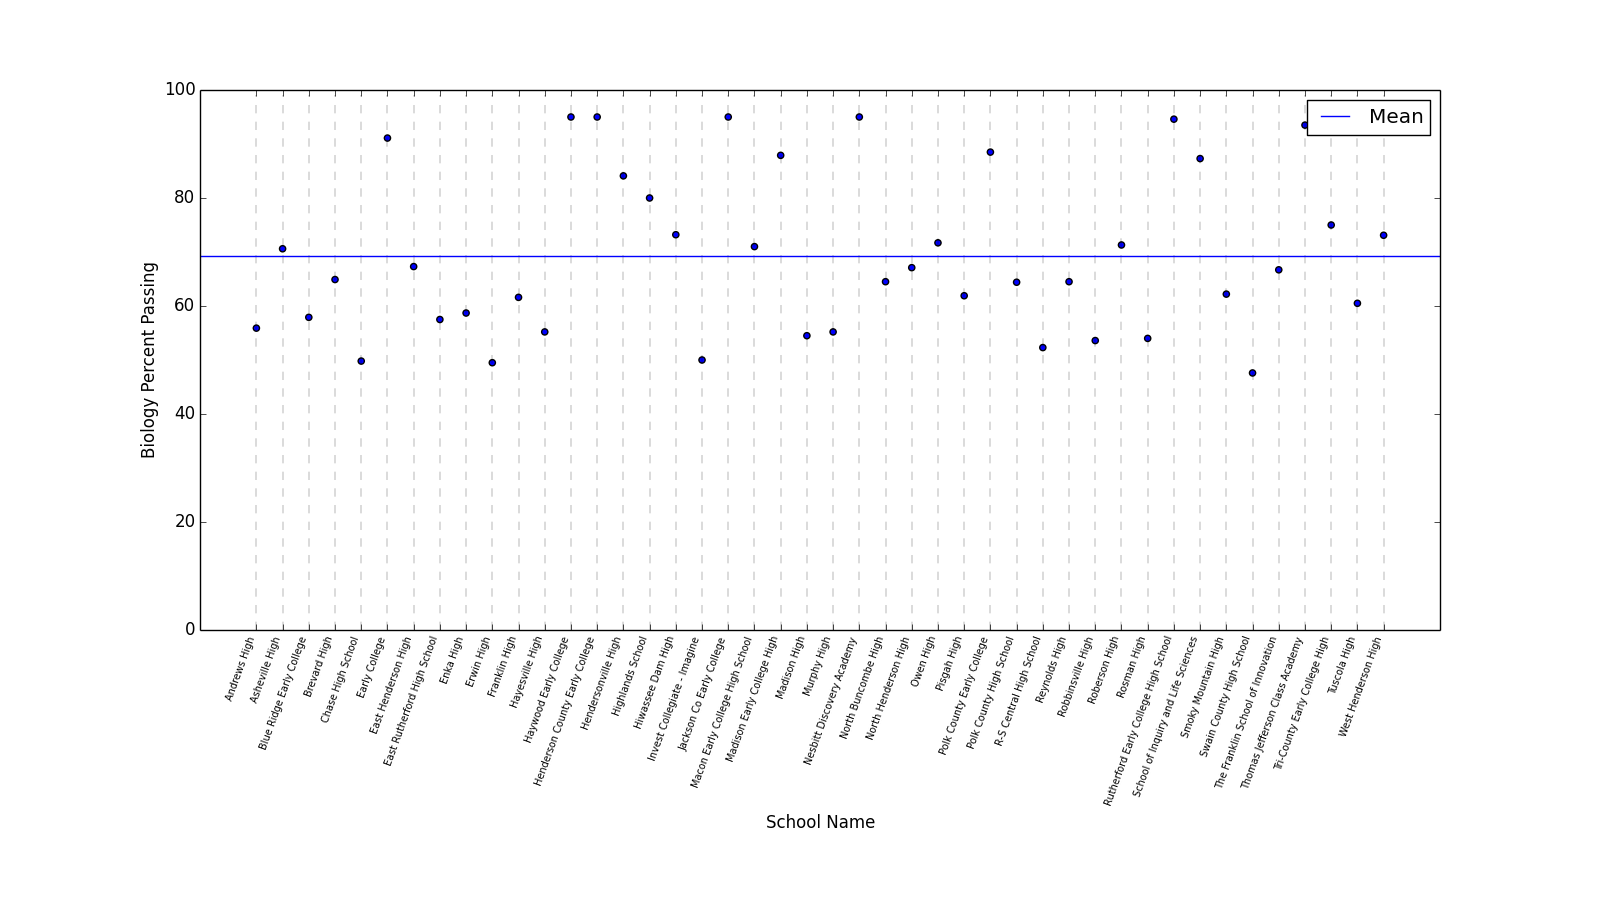 100
80
60
40
20
0
Biology Percent Passing
Mean
Andrews High
Asheville High
Blue Ridge Early College
Brevard High
Chase High School
Early College
East Henderson High
East Rutherford High School
Enka High
Erwin High
Franklin High
Hayesville High
Haywood Early College
Henderson County Early College
Hendersonville High
Highlands School
Hiwassee Dam High
Invest Collegiate - Imagine
Jackson Co Early College
Macon Early College High School
Madison Early College High
Madison High
Murphy High
Nesbitt Discovery Academy
North Buncombe High
North Henderson High
Owen High
Pisgah High
Polk County Early College
Polk County High School
R-S Central High School
Reynolds High
Robbinsville High
Roberson High
Rosman High
Rutherford Early College High School
School of Inquiry and Life Sciences
Smoky Mountain High
Swain County High School
The Franklin School of Innovation
Thomas Jefferson Class Academy
Tri-County Early College High
Tuscola High
West Henderson High
School Name